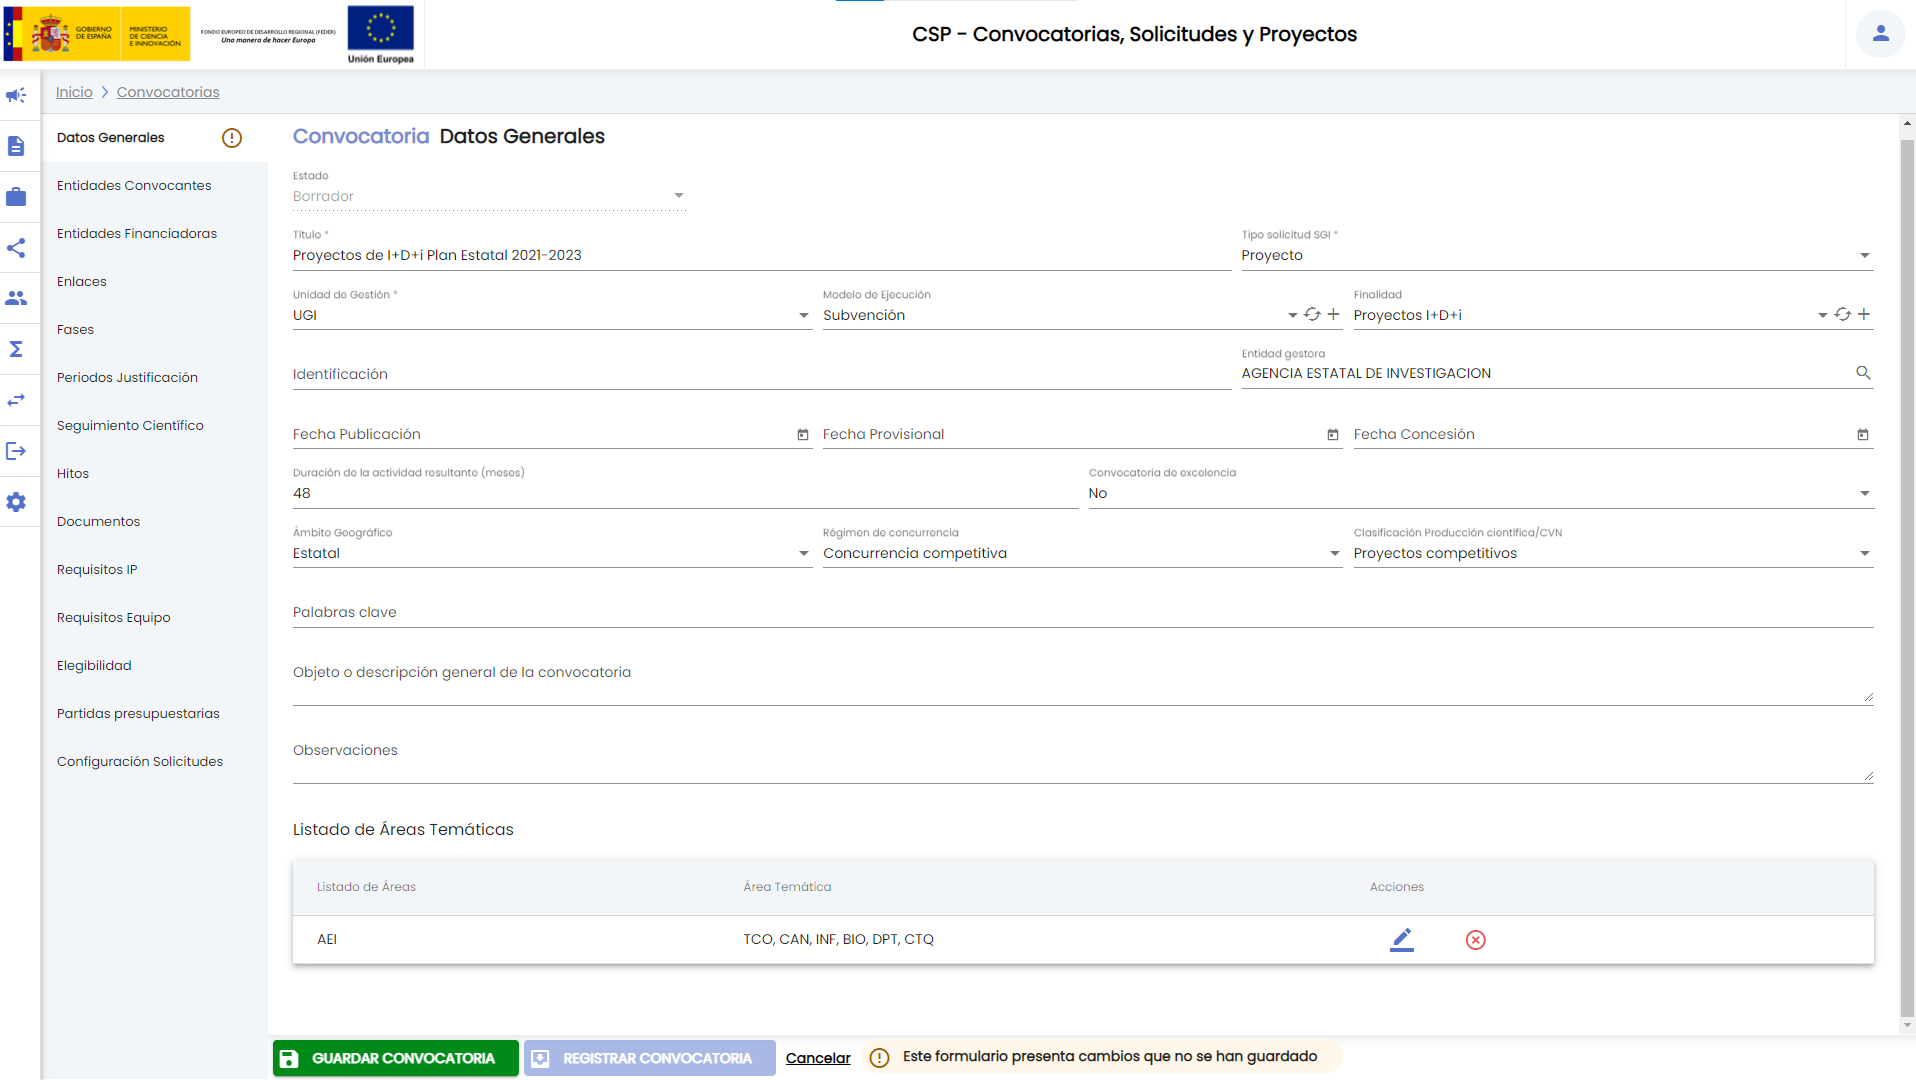 GOBIERNO
DE ESPAÑA
MINISTERIO
DE CIENCIA
E INNOVACIÓN
FONDO EUROPEO DE DESARROLLO REGIONAL (FEDER)
Una manera de hacer Europa
Unión Europea
CSP - Convocatorias, Solicitudes y Proyectos
Inicio > Convocatorias
Datos Generales
Entidades Convocantes
Entidades Financiadoras
Enlaces
Fases
Periodos Justificación
Seguimiento Científico
Hitos
Documentos
Requisitos IP
Requisitos Equipo
Elegibilidad
Partidas presupuestarias
Configuración Solicitudes
Convocatoria Datos Generales
Estado
Borrador
Título *
Proyectos de I+D+i Plan Estatal 2021-2023
Tipo solicitud SGI *
Proyecto
Unidad de Gestión *
UGI
Modelo de Ejecución
Subvención
Finalidad
Proyectos I+D+i
Identificación
Entidad gestora
AGENCIA ESTATAL DE INVESTIGACION
Fecha Publicación
Fecha Provisional
Fecha Concesión
Duración de la actividad resultante (meses)
48
Convocatoria de excelencia
No
Ámbito Geográfico
Estatal
Régimen de concurrencia
Concurrencia competitiva
Clasificación Producción científica/CVN
Proyectos competitivos
Palabras clave
Objeto o descripción general de la convocatoria
Observaciones
Listado de Áreas Temáticas
Listado de Áreas Área Temática Acciones
AEI TCO, CAN, INF, BIO, DPT, CTQ
GUARDAR CONVOCATORIA
REGISTRAR CONVOCATORIA
Cancelar
Este formulario presenta cambios que no se han guardado